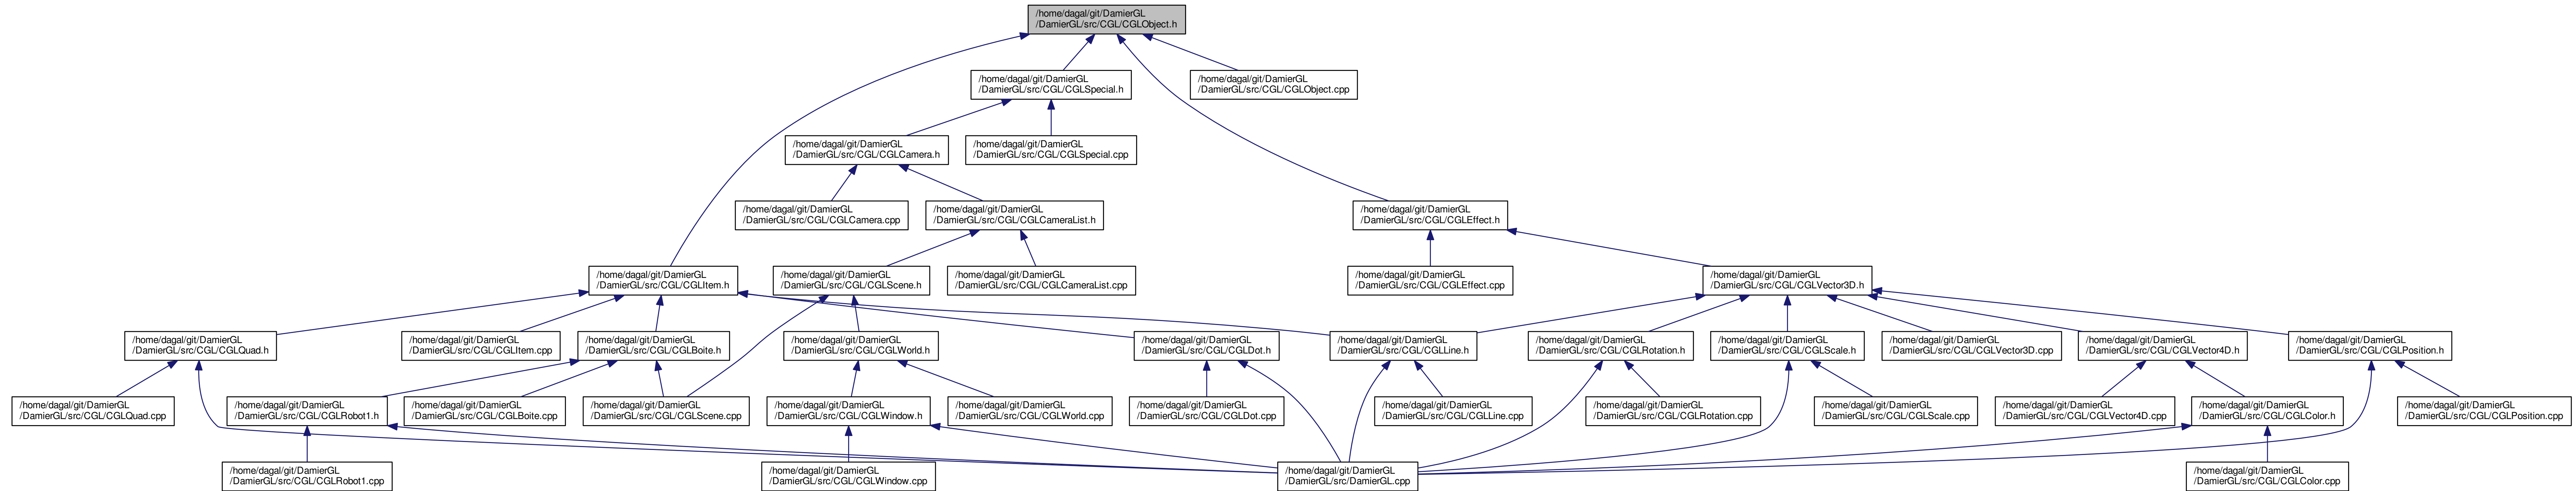 /home/dagal/git/DamierGL
/DamierGL/src/CGL/CGLObject.h
/home/dagal/git/DamierGL
/DamierGL/src/CGL/CGLSpecial.h
/home/dagal/git/DamierGL
/DamierGL/src/CGL/CGLObject.cpp
/home/dagal/git/DamierGL
/DamierGL/src/CGL/CGLCamera.h
/home/dagal/git/DamierGL
/DamierGL/src/CGL/CGLSpecial.cpp
/home/dagal/git/DamierGL
/DamierGL/src/CGL/CGLCamera.cpp
/home/dagal/git/DamierGL
/DamierGL/src/CGL/CGLCameraList.h
/home/dagal/git/DamierGL
/DamierGL/src/CGL/CGLEffect.h
/home/dagal/git/DamierGL
/DamierGL/src/CGL/CGLItem.h
/home/dagal/git/DamierGL
/DamierGL/src/CGL/CGLScene.h
/home/dagal/git/DamierGL
/DamierGL/src/CGL/CGLCameraList.cpp
/home/dagal/git/DamierGL
/DamierGL/src/CGL/CGLEffect.cpp
/home/dagal/git/DamierGL
/DamierGL/src/CGL/CGLVector3D.h
/home/dagal/git/DamierGL
/DamierGL/src/CGL/CGLQuad.h
/home/dagal/git/DamierGL
/DamierGL/src/CGL/CGLItem.cpp
/home/dagal/git/DamierGL
/DamierGL/src/CGL/CGLBoite.h
/home/dagal/git/DamierGL
/DamierGL/src/CGL/CGLWorld.h
/home/dagal/git/DamierGL
/DamierGL/src/CGL/CGLDot.h
/home/dagal/git/DamierGL
/DamierGL/src/CGL/CGLLine.h
/home/dagal/git/DamierGL
/DamierGL/src/CGL/CGLRotation.h
/home/dagal/git/DamierGL
/DamierGL/src/CGL/CGLScale.h
/home/dagal/git/DamierGL
/DamierGL/src/CGL/CGLVector3D.cpp
/home/dagal/git/DamierGL
/DamierGL/src/CGL/CGLVector4D.h
/home/dagal/git/DamierGL
/DamierGL/src/CGL/CGLPosition.h
/home/dagal/git/DamierGL
/DamierGL/src/CGL/CGLQuad.cpp
/home/dagal/git/DamierGL
/DamierGL/src/CGL/CGLRobot1.h
/home/dagal/git/DamierGL
/DamierGL/src/CGL/CGLBoite.cpp
/home/dagal/git/DamierGL
/DamierGL/src/CGL/CGLScene.cpp
/home/dagal/git/DamierGL
/DamierGL/src/CGL/CGLWindow.h
/home/dagal/git/DamierGL
/DamierGL/src/CGL/CGLWorld.cpp
/home/dagal/git/DamierGL
/DamierGL/src/CGL/CGLDot.cpp
/home/dagal/git/DamierGL
/DamierGL/src/CGL/CGLLine.cpp
/home/dagal/git/DamierGL
/DamierGL/src/CGL/CGLRotation.cpp
/home/dagal/git/DamierGL
/DamierGL/src/CGL/CGLScale.cpp
/home/dagal/git/DamierGL
/DamierGL/src/CGL/CGLVector4D.cpp
/home/dagal/git/DamierGL
/DamierGL/src/CGL/CGLColor.h
/home/dagal/git/DamierGL
/DamierGL/src/CGL/CGLPosition.cpp
/home/dagal/git/DamierGL
/DamierGL/src/CGL/CGLRobot1.cpp
/home/dagal/git/DamierGL
/DamierGL/src/CGL/CGLWindow.cpp
/home/dagal/git/DamierGL
/DamierGL/src/DamierGL.cpp
/home/dagal/git/DamierGL
/DamierGL/src/CGL/CGLColor.cpp